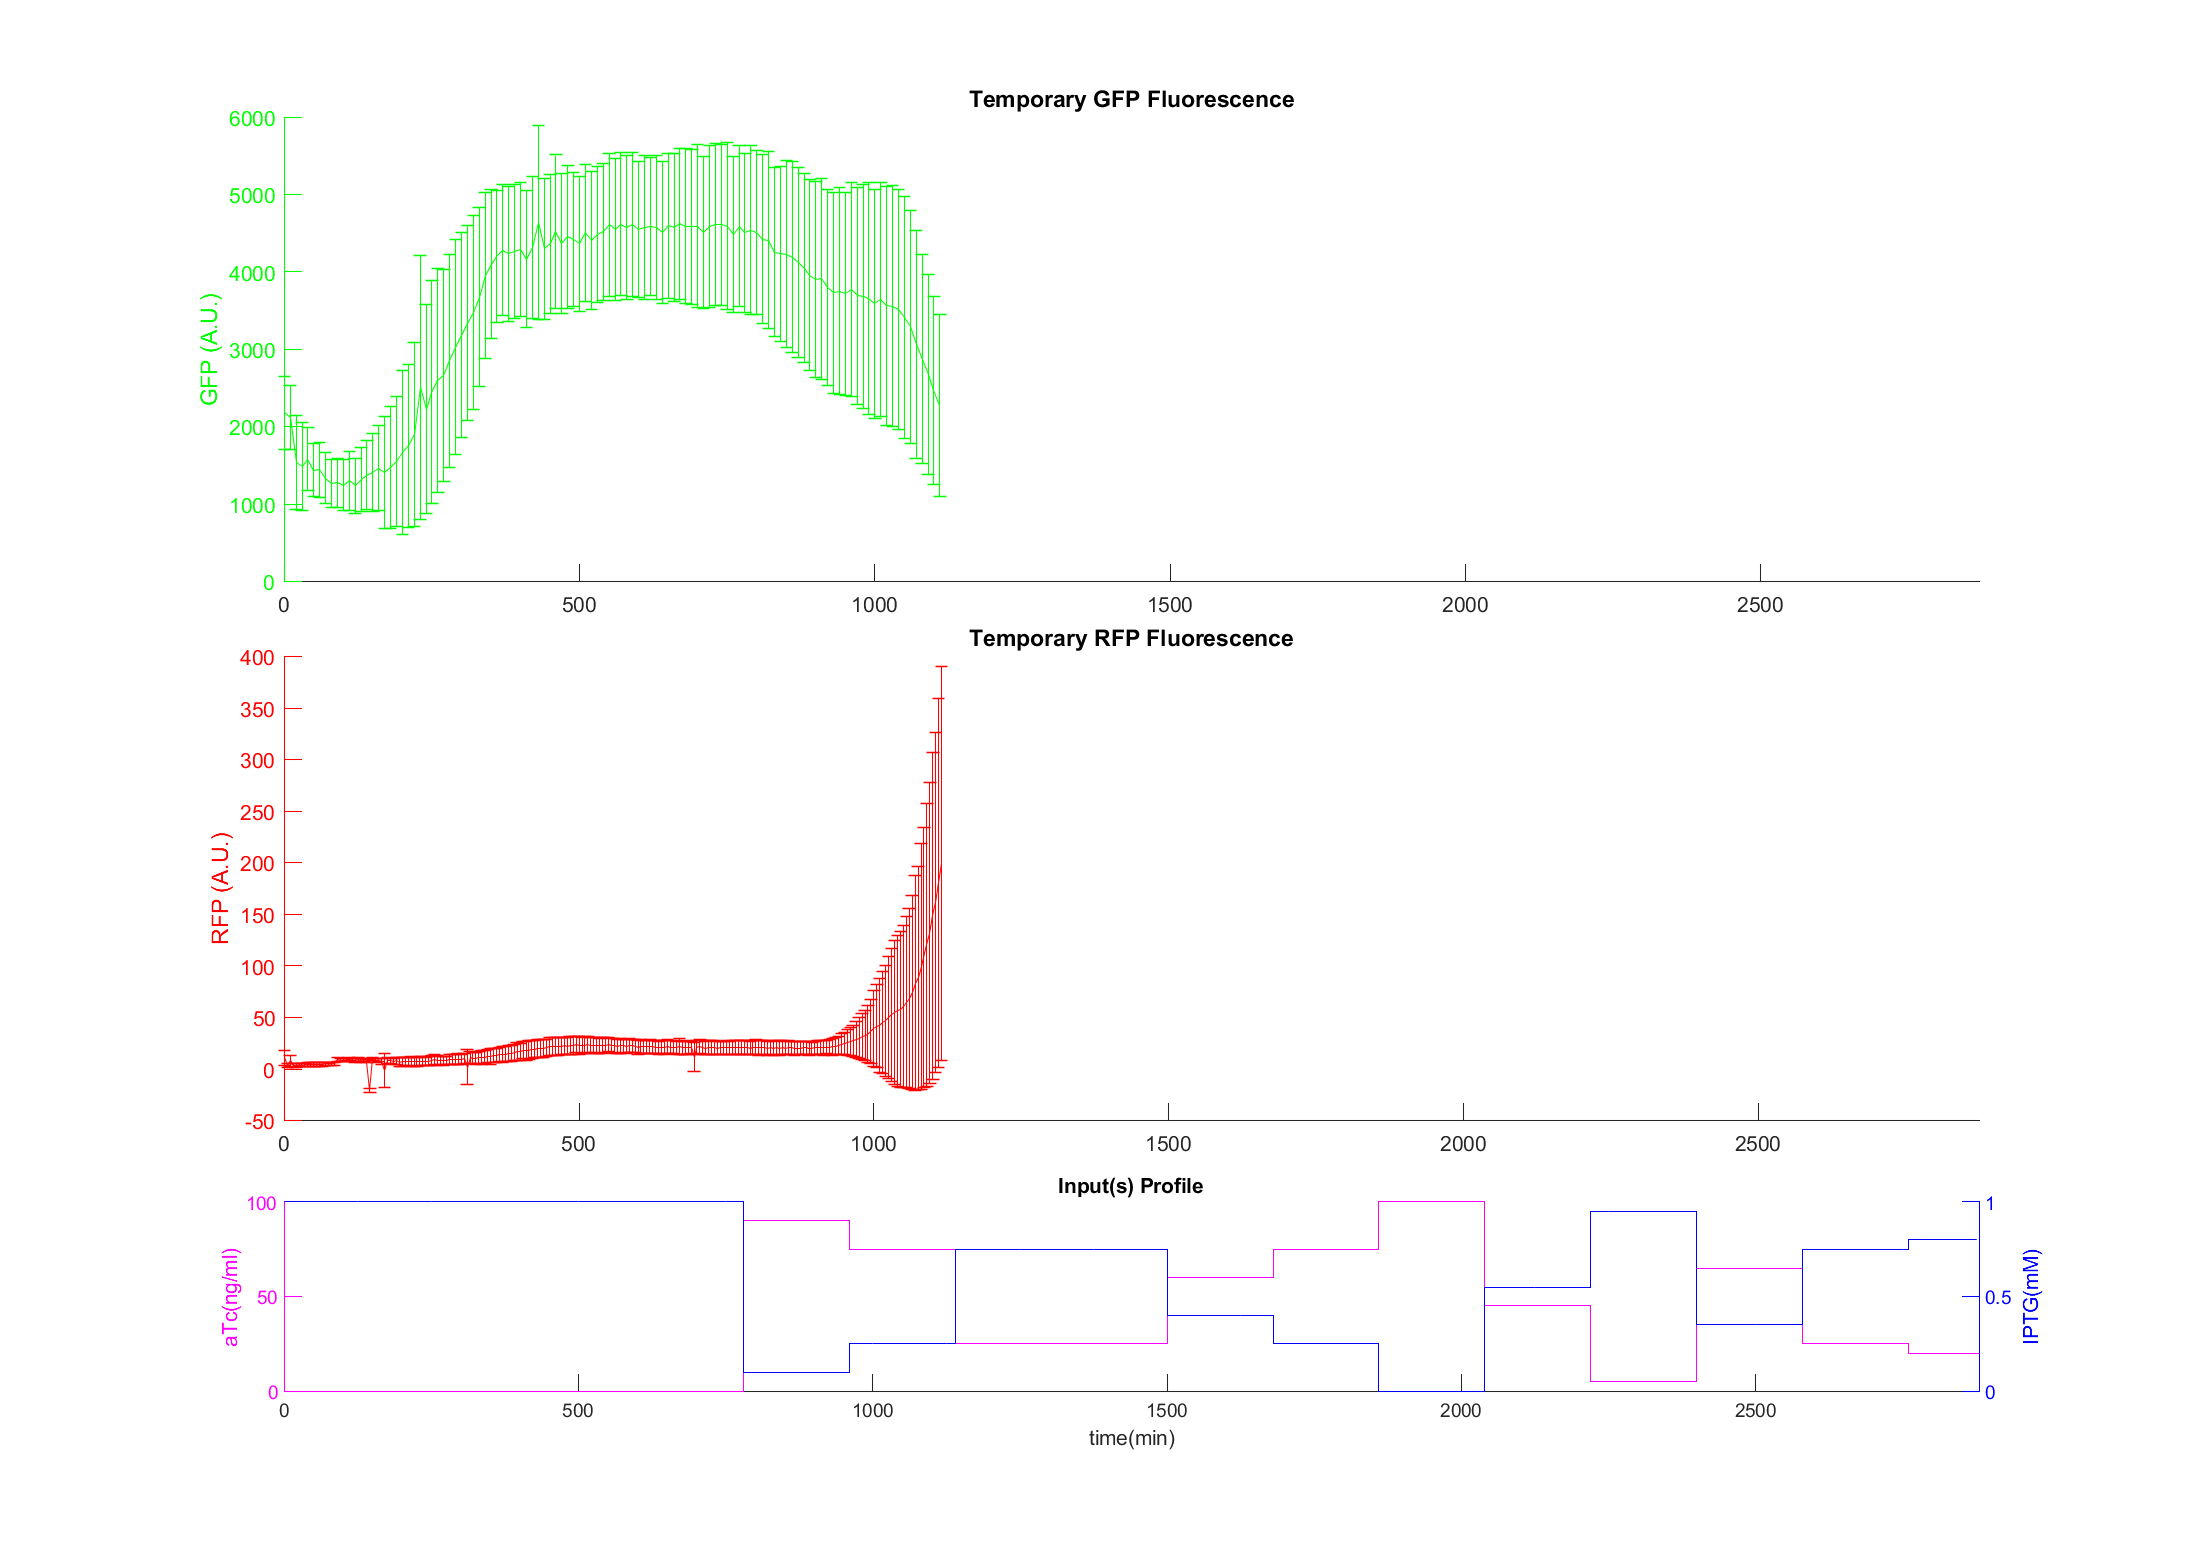 Temporary GFP Fluorescence
6000
5000
4000
3000
2000
1000
0
GFP (A.U.)
0 500 1000 1500 2000 2500
Temporary RFP Fluorescence
400
350
300
250
200
150
100
50
0
-50
RFP (A.U.)
0 500 1000 1500 2000 2500
Input(s) Profile
100
50
0
aTc(ng/ml)
1
0.5
0
IPTG(mM)
0 500 1000 1500 2000 2500
time(min)